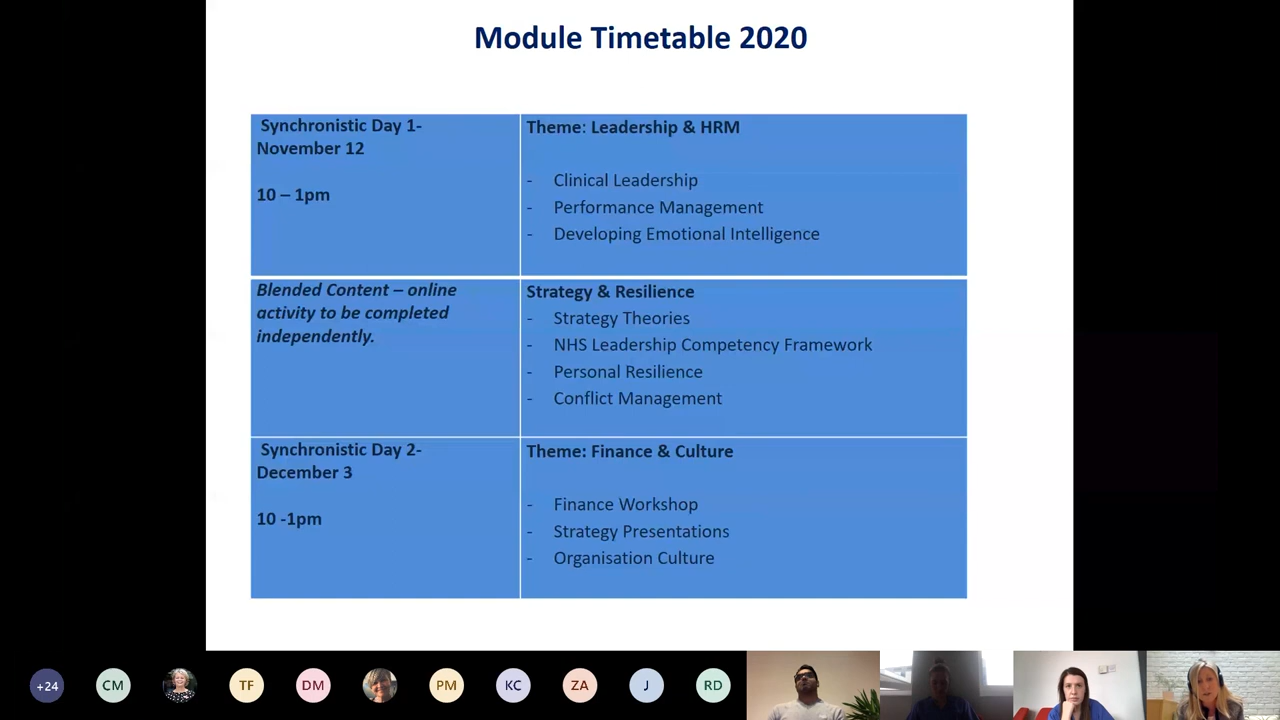 Module Timetable 2020
Synchronistic Day 1-
November 12
10 – 1pm
Theme: Leadership & HRM
- Clinical Leadership
- Performance Management
- Developing Emotional Intelligence
Blended Content – online
activity to be completed
independently.
Strategy & Resilience
- Strategy Theories
- NHS Leadership Competency Framework
- Personal Resilience
- Conflict Management
Synchronistic Day 2-
December 3
10 -1pm
Theme: Finance & Culture
- Finance Workshop
- Strategy Presentations
- Organisation Culture
+24
CM
TF
DM
PM
KC
ZA
J
RD